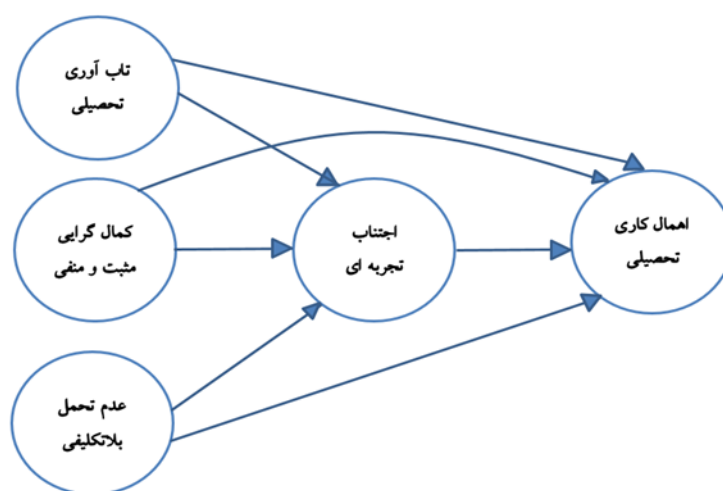 تاب آوری
تحصیلی
کمال گرایی
مثبت و منفی
عدم تحمل
بلاتکلیفی
اجتناب
تجربه ای
اهمال کاری
تحصیلی